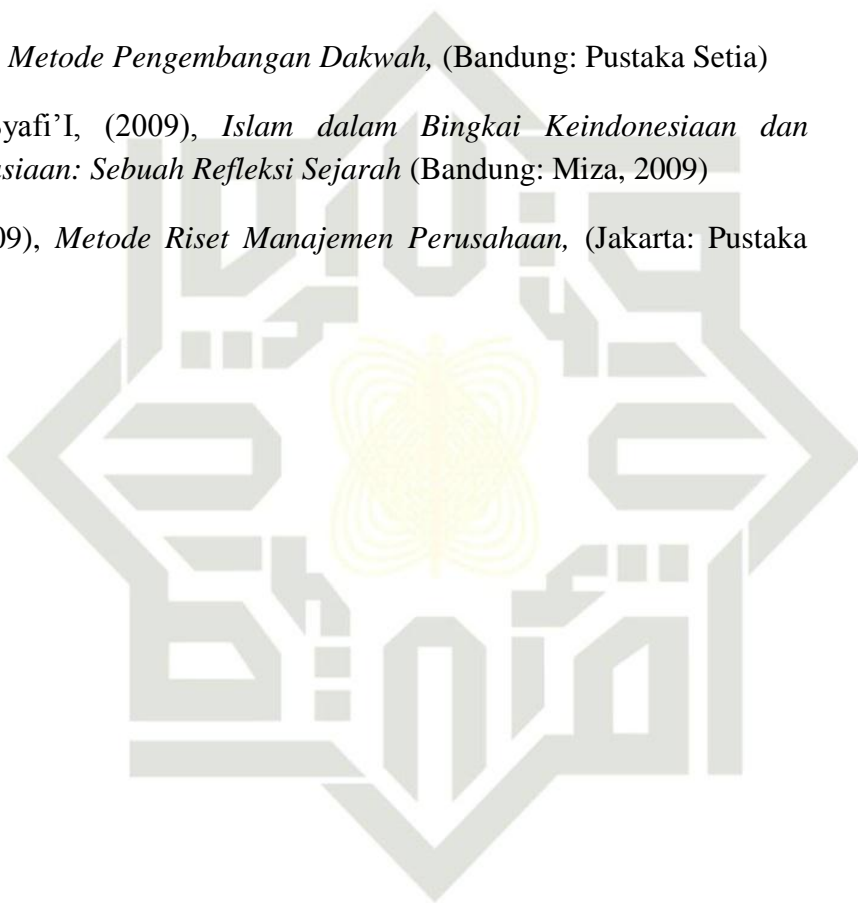 Metode Pengembangan Dakwah, (Bandung: Pustaka Setia)
yafi’I, (2009), Islam dalam Bingkai Keindonesiaan dan
usiaan: Sebuah Refleksi Sejarah (Bandung: Miza, 2009)
09), Metode Riset Manajemen Perusahaan, (Jakarta: Pustaka